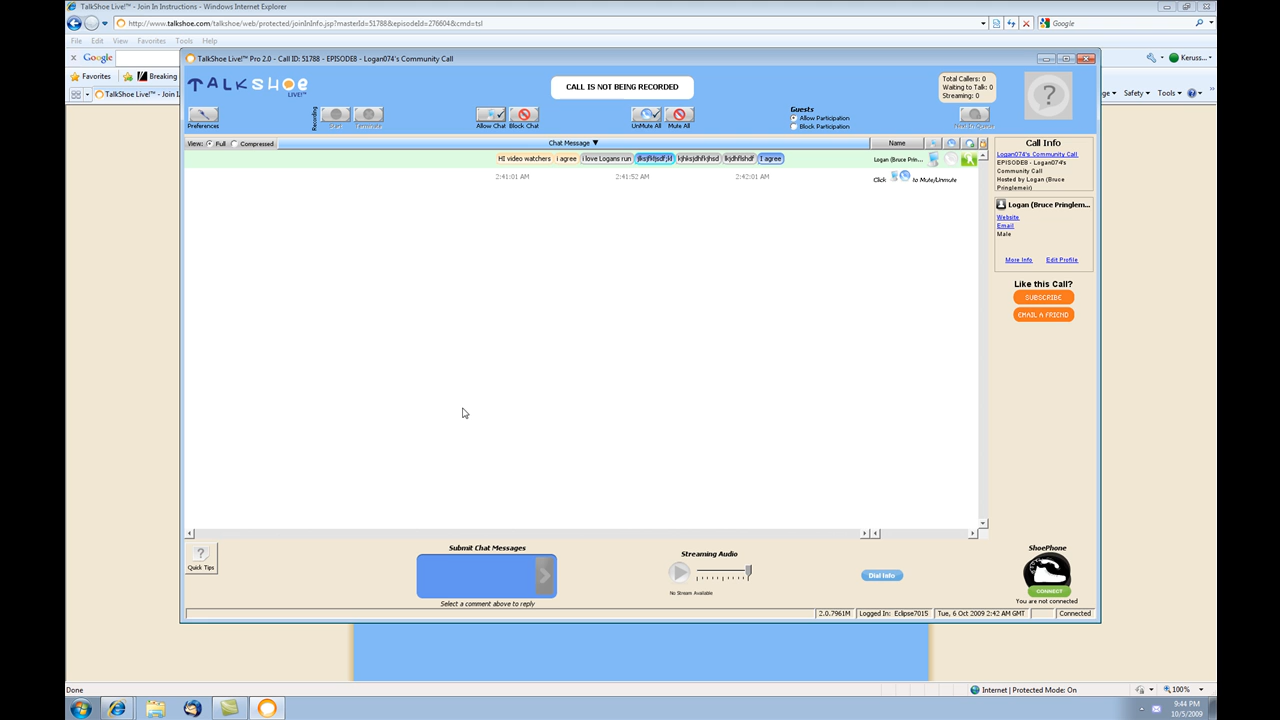 TalkShoe Live!™ - Join In Instructions - Windows Internet Explorer
http://www.talkshoe.com/talkshoe/web/protected/joinInInfo.jsp?masterId=51788&episodeId=276604&cmd=tsl
Google
File Edit View Favorites Tools Help
Google
Keruss...
Favorites
Breaking
TalkShoe Live!™ - Join I
ge Safety Tools
TalkShoe Live!™ Pro 2.0 - Call ID: 51788 - EPISODE8 - Logan074's Community Call
TALKSHOE
LIVE!™
CALL IS NOT BEING RECORDED
Total Callers: 0
Waiting to Talk: 0
Streaming: 0
Preferences
Recording
Start
Terminate
Allow Chat
Block Chat
UnMute All
Mute All
Guests
Allow Participation
Block Participation
Next In Queue
View: Full Compressed
Chat Message
Name
HI video watchers
i agree
i love Logans run
kjhksjdhfkjhsd
lkjdhflshdf
I agree
Logan (Bruce Prin...
2:41:01 AM 2:41:52 AM 2:42:01 AM
Click to Mute/Unmute
Call Info
Logan074's Community Call
EPISODE8 - Logan074's
Community Call
Hosted by Logan (Bruce
Pringlemeir)
Logan (Bruce Pringlem...
Website
Email
Male
More Info Edit Profile
Like this Call?
SUBSCRIBE
EMAIL A FRIEND
Quick Tips
Submit Chat Messages
Select a comment above to reply
Streaming Audio
No Stream Available
Dial Info
ShoePhone
CONNECT
You are not connected
2.0.7961M
Logged In: Eclipse7015
Tue, 6 Oct 2009 2:42 AM GMT
Connected
Done
Internet | Protected Mode: On
100%
9:44 PM
10/5/2009